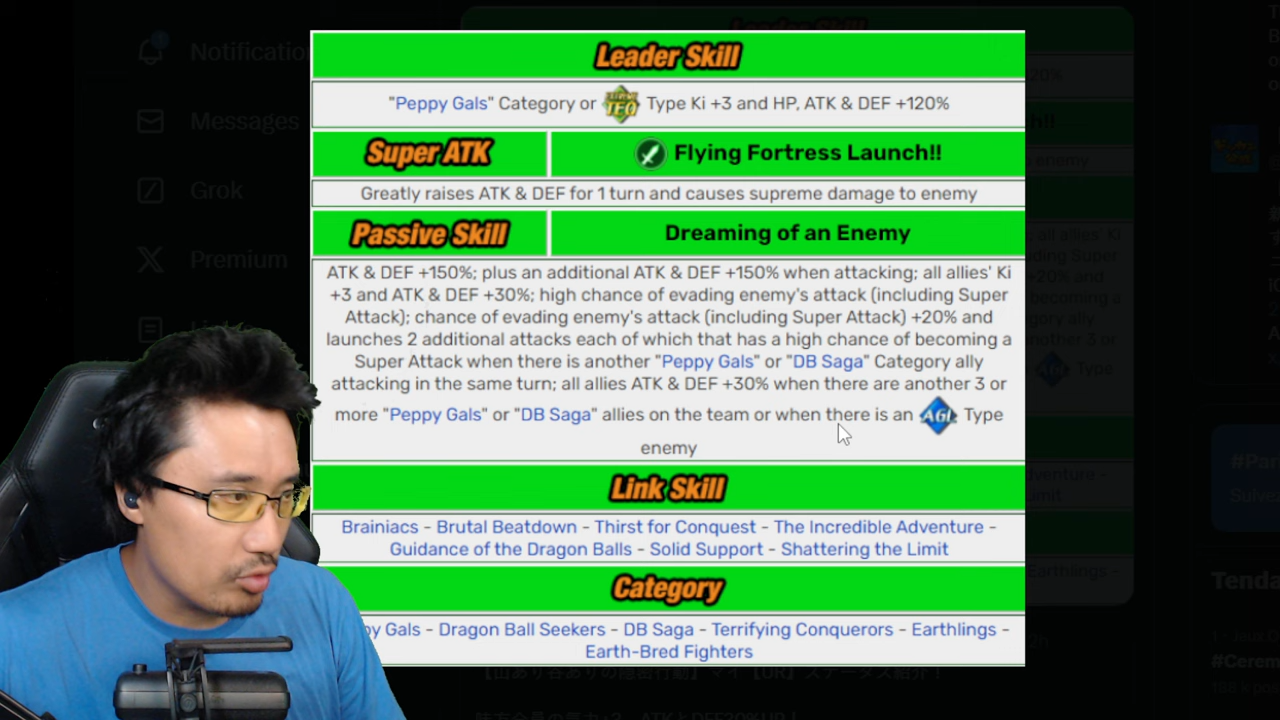 Leader Skill
"Peppy Gals" Category or EXTREME TEQ Type Ki +3 and HP, ATK & DEF +120%
Super ATK
Flying Fortress Launch!!
Greatly raises ATK & DEF for 1 turn and causes supreme damage to enemy
Passive Skill
Dreaming of an Enemy
ATK & DEF +150%; plus an additional ATK & DEF +150% when attacking; all allies' Ki
+3 and ATK & DEF +30%; high chance of evading enemy's attack (including Super
Attack); chance of evading enemy's attack (including Super Attack) +20% and
launches 2 additional attacks each of which that has a high chance of becoming a
Super Attack when there is another "Peppy Gals" or "DB Saga" Category ally
attacking in the same turn; all allies ATK & DEF +30% when there are another 3 or
more "Peppy Gals" or "DB Saga" allies on the team or when there is an AGL Type
enemy
Link Skill
Brainiacs - Brutal Beatdown - Thirst for Conquest - The Incredible Adventure -
Guidance of the Dragon Balls - Solid Support - Shattering the Limit
Category
py Gals - Dragon Ball Seekers - DB Saga - Terrifying Conquerors - Earthlings -
Earth-Bred Fighters
Notificatio
Messages
Grok
Premium
Leader Skill
Tenda
#Cerem